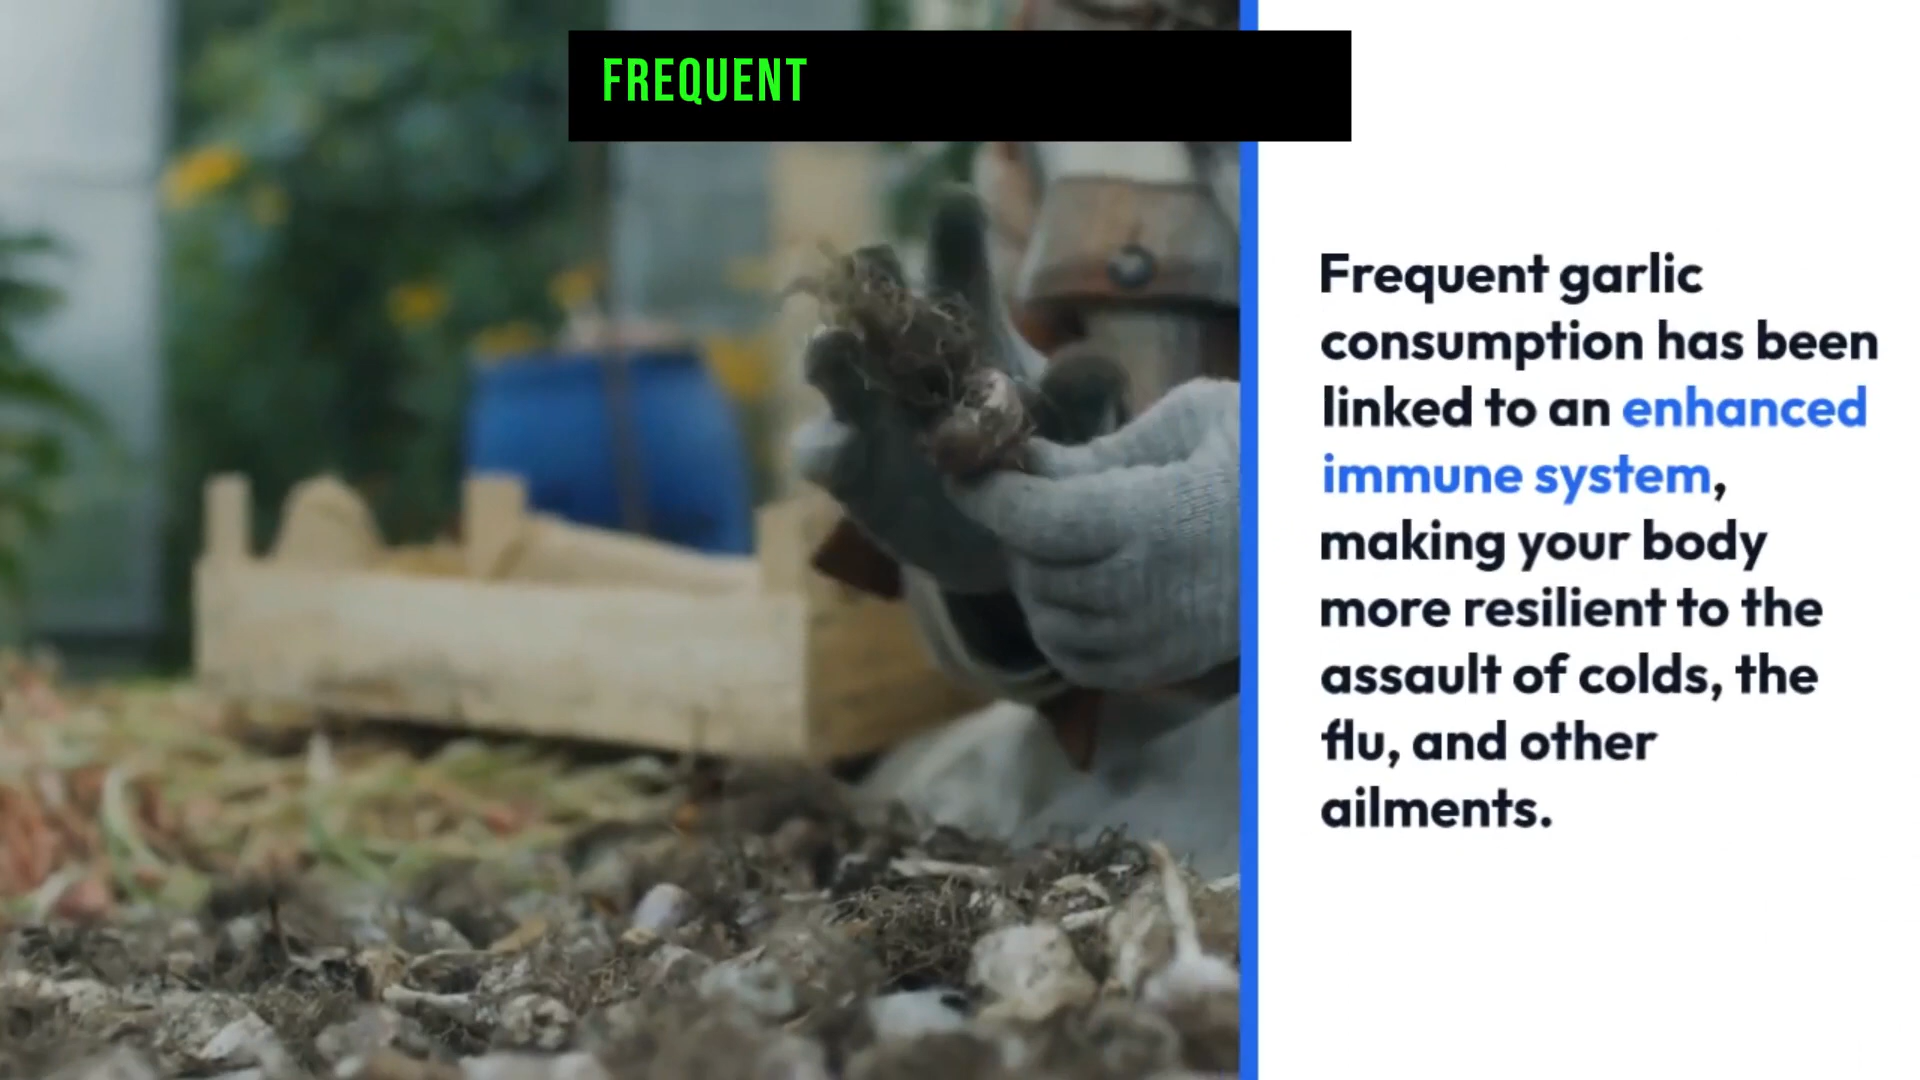 FREQUENT
Frequent garlic
consumption has been
linked to an enhanced
immune system,
making your body
more resilient to the
assault of colds, the
flu, and other
ailments.